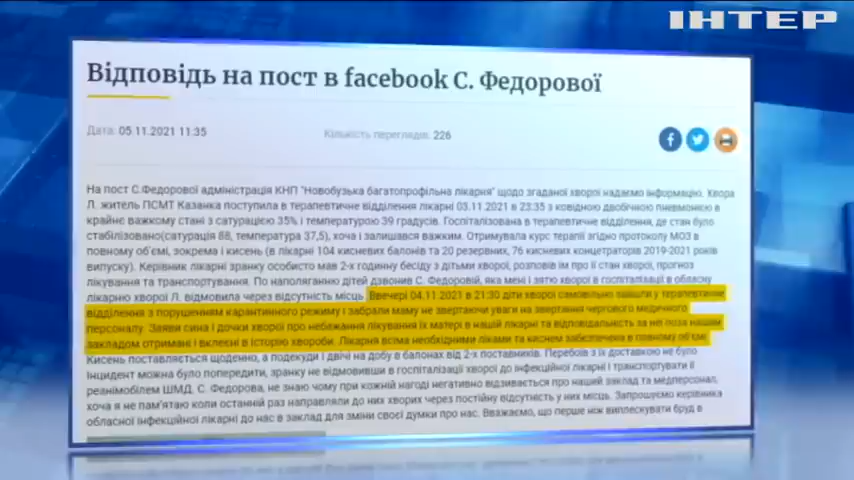 ІНТЕР
Відповідь на пост в facebook С. Федорової
Дата: 05.11.2021 11:35 Кількість переглядів: 226
На пост С.Федорової адміністрація КНП "Новобузька багатопрофільна лікарня" щодо згаданої хворої надаємо інформацію. Хвора
Л. житель ПСМТ Казанка поступила в терапевтичне відділення лікарні 03.11.2021 в 23:35 з ковідною двобічною пневмонією в
крайнє важкому стані з сатурацією 35% і температурою 39 градусів. Госпіталізована в терапевтичне відділення, де стан було
стабілізовано(сатурація 88, температура 37,5), хоча і залишався важким. Отримувала курс терапії згідно протоколу МОЗ в
повному об'ємі, зокрема і кисень (в лікарні 104 кисневих балонів та 20 резервних, 76 кисневих концентраторів 2019-2021 років
випуску). Керівник лікарні зранку особисто мав 2-х годинну бесіду з дітьми хворої, розповів їм про її стан хворої, прогноз
лікування та транспортування. По наполяганню дітей дзвонив С. Федоровій, яка мені і зятю хворої в госпіталізації в обласну
лікарню хворої Л. відмовила через відсутність місць. Ввечері 04.11.2021 в 21:30 діти хворої самовільно зайшли у терапевтичне
відділення з порушенням карантинного режиму і забрали маму не звертаючи уваги на звертання чергового медичного
персоналу. Заяви сина і дочки хворої про небажання лікування їх матері в нашій лікарні та відповідальність за неї поза нашим
закладом отримані і вклеєні в історію хвороби. Лікарня всіма необхідними ліками та киснем забезпечена в повному об'ємі.
Кисень поставляється щоденно, а подекуди і двічі на добу в балонах від 2-х поставників. Перебоїв з їх доставкою не було
Інцидент можна було попередити, зранку не відмовивши в госпіталізації хворої до інфекційної лікарні і транспортувати її
реанімобілем ШМД. С. Федорова, не знаю чому при кожній нагоді негативно відзивається про наший заклад та медперсонал,
хоча я не пам'ятаю коли останній раз направляли до них хворих через постійну відсутність у них місць. Запрошуємо керівника
обласної інфекційної лікарні до нас в заклад для зміни своєї думки про нас. Вважаємо, що перше ніж виплескувати бруд в